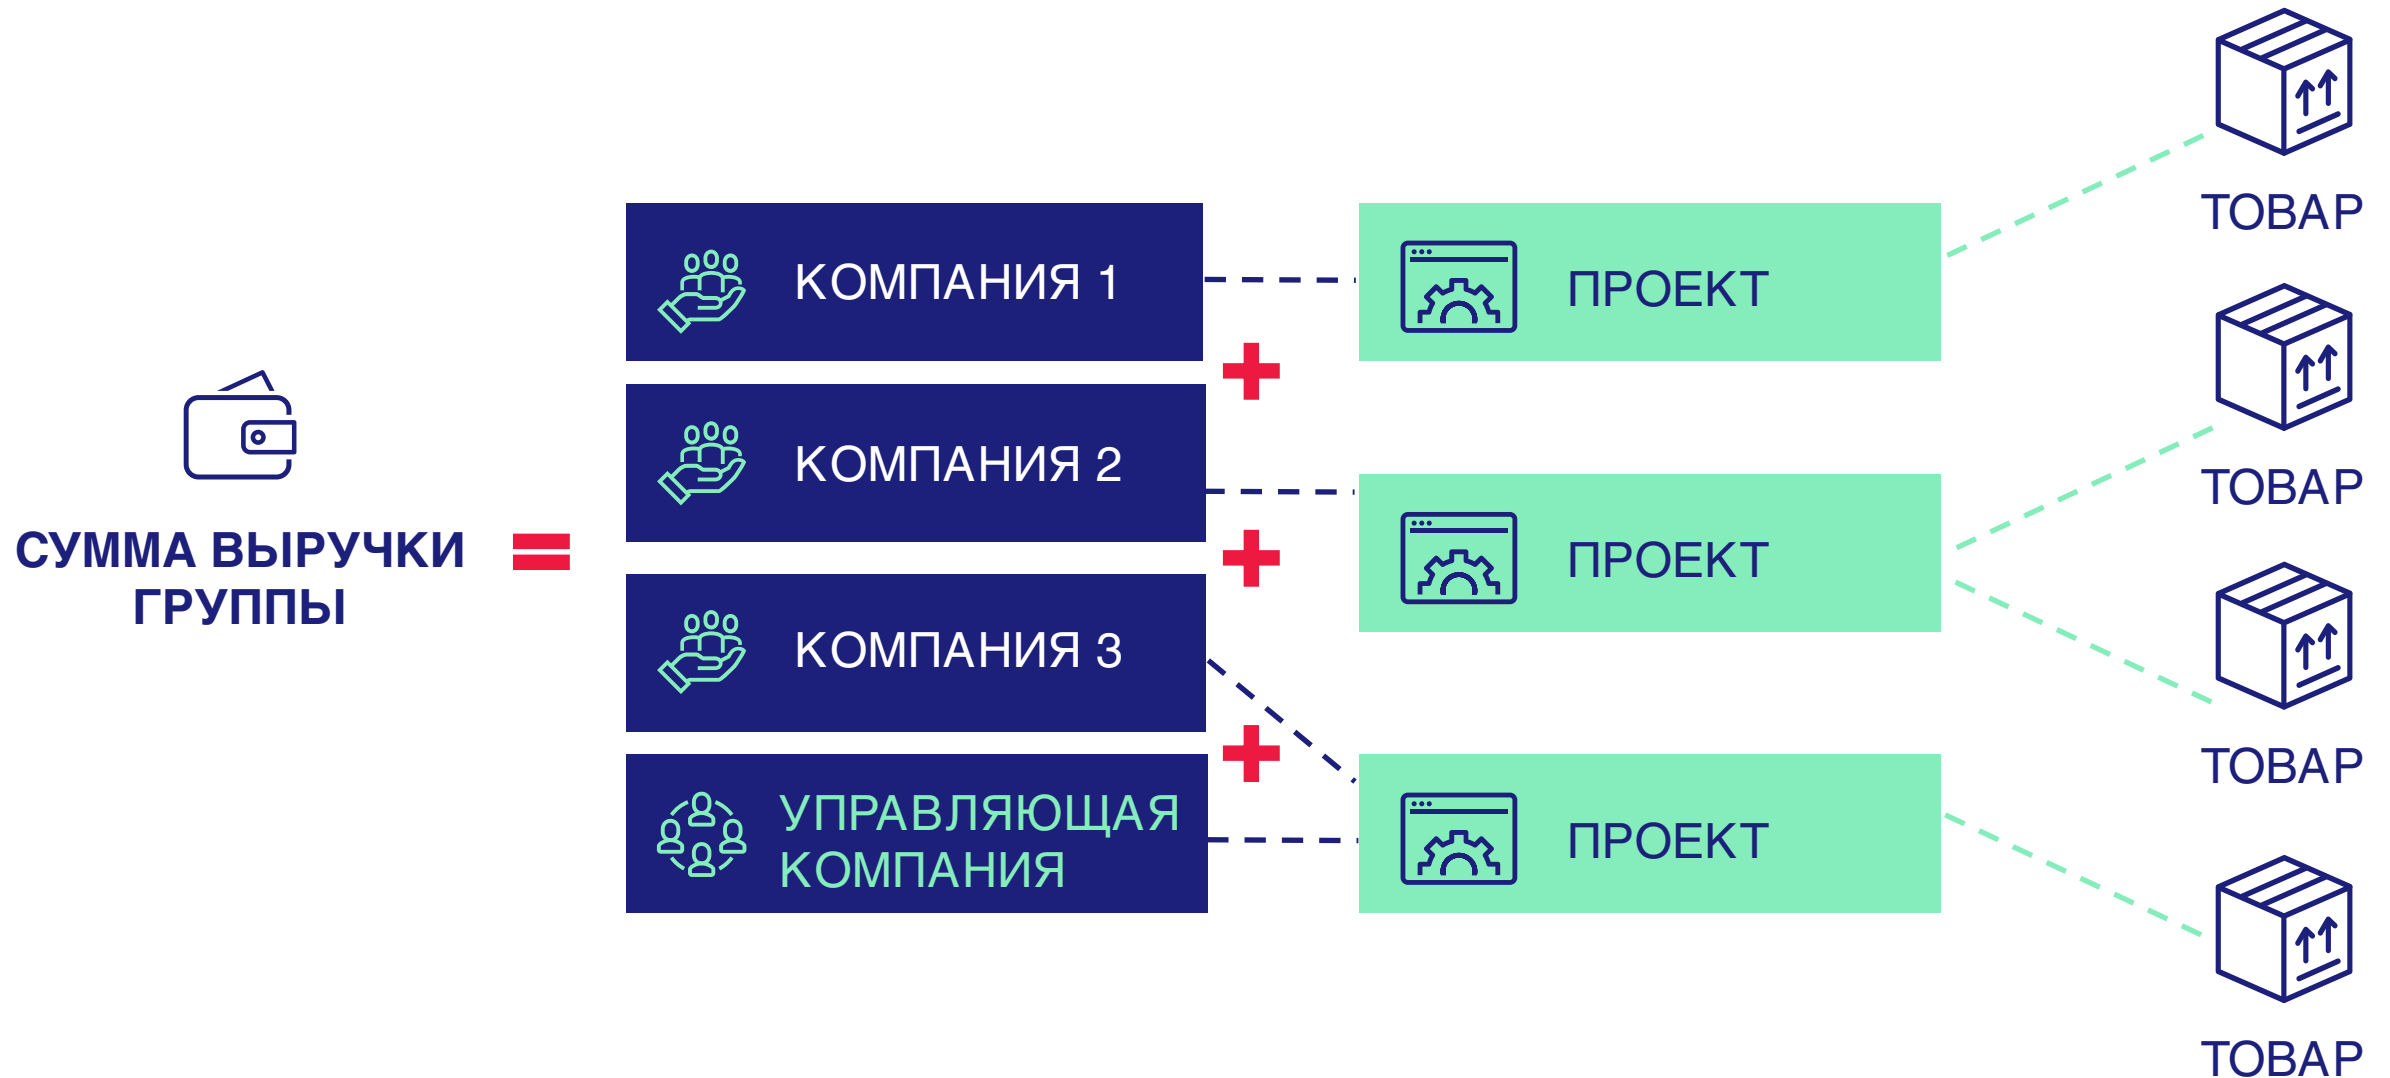 СУММА ВЫРУЧКИ
ГРУППЫ
=
КОМПАНИЯ 1
+
КОМПАНИЯ 2
+
КОМПАНИЯ 3
+
УПРАВЛЯЮЩАЯ
КОМПАНИЯ
ПРОЕКТ
ПРОЕКТ
ПРОЕКТ
ТОВАР
ТОВАР
ТОВАР
ТОВАР